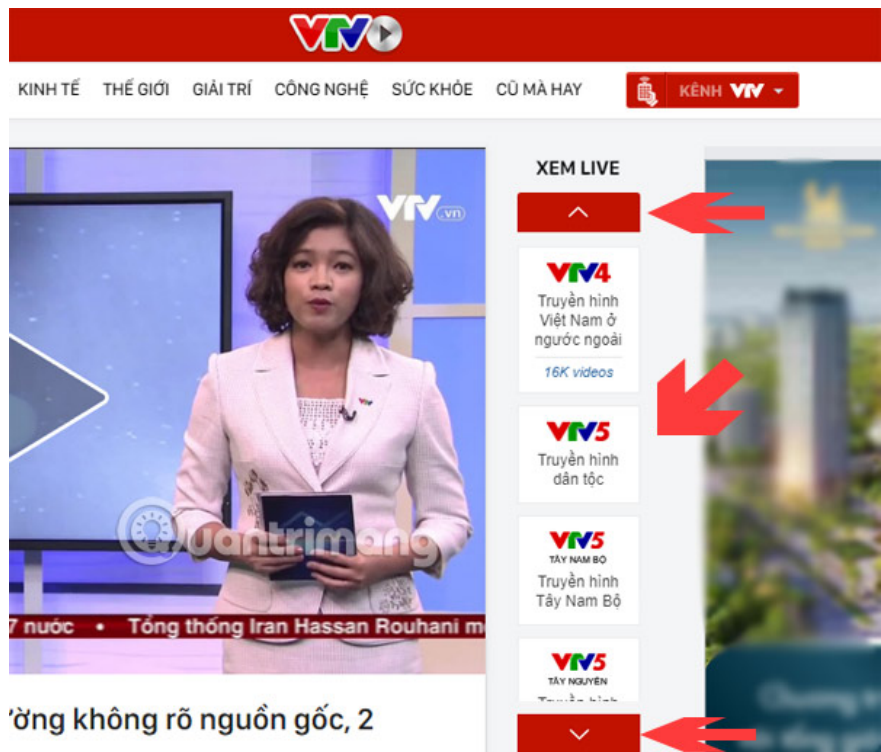 VTV
KINH TẾ THẾ GIỚI GIẢI TRÍ CÔNG NGHỆ SỨC KHỎE CŨ MÀ HAY KÊNH VTV
XEM LIVE
VTV.vn
VTV4
Truyền hình
Việt Nam ở
ngước ngoài
16K videos
VTV5
Truyền hình
dân tộc
Quantrimang
VTV5
TÂY NAM BỘ
Truyền hình
Tây Nam Bộ
7 nước • Tổng thống Iran Hassan Rouhani m
VTV5
TÂY NGUYÊN
Truyền hình
ường không rõ nguồn gốc, 2